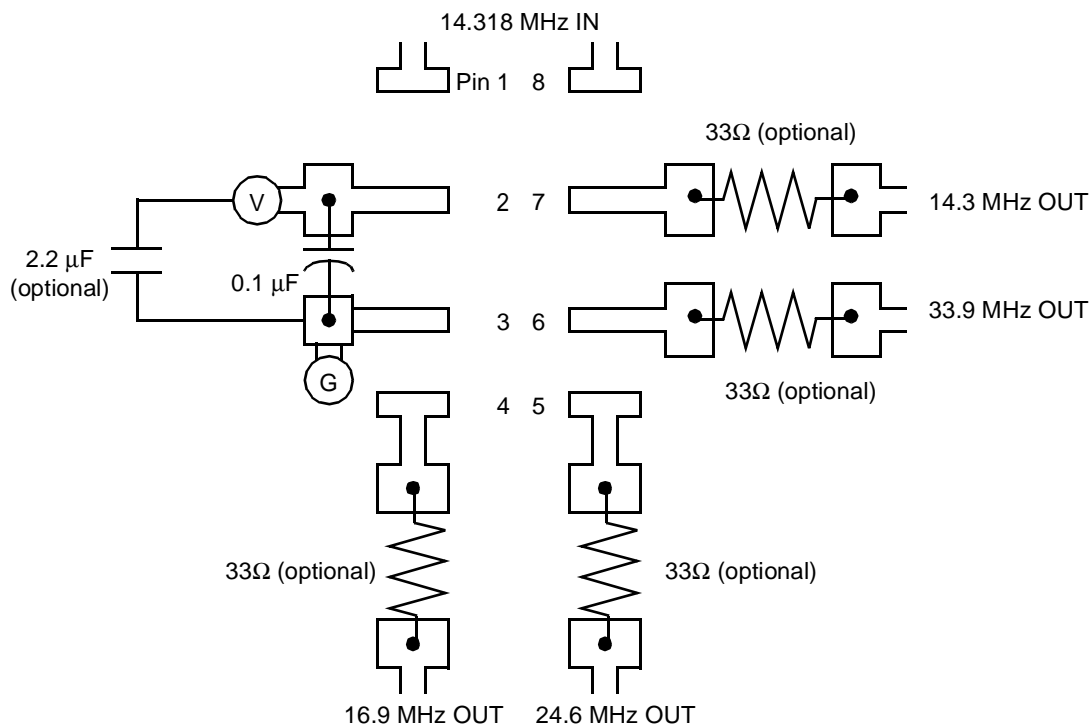 14.318 MHz IN
Pin 1 8
33Ω (optional)
V
2 7
14.3 MHz OUT
2.2 μF
(optional)
0.1 μF
3 6
33.9 MHz OUT
G
33Ω (optional)
4 5
33Ω (optional)
33Ω (optional)
16.9 MHz OUT
24.6 MHz OUT